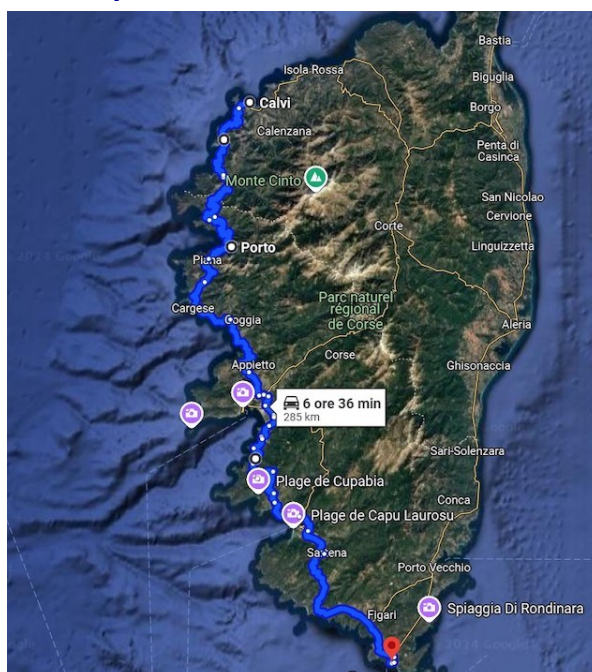 Bastia
Isola Rossa
Biguglia
Calvi
Borgo
Calenzana
Penta di
Casinca
Monte Cinto
San Nicolao
Cervione
Corte
Porto
Linguizzetta
Piana
Parc naturel
régional
de Corse
Cargese
Coggia
Aleria
Appietto
Corse
Ghisonaccia
6 ore 36 min
285 km
Sari-Solenzara
Plage de Cupabia
Conca
Plage de Capu Laurosu
Porto Vecchio
Figari
Spiaggia Di Rondinara